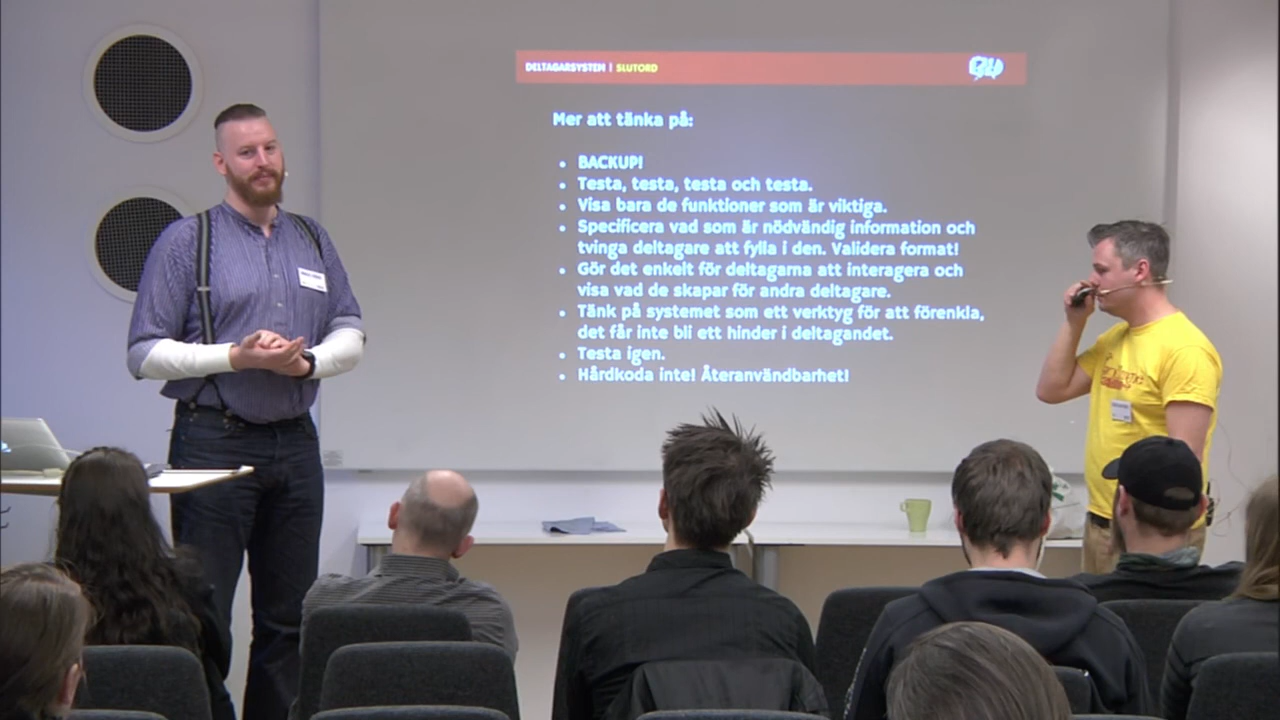 DELTAGARSYSTEM | SLUTORD
Mer att tänka på:
• BACKUP!
• Testa, testa, testa och testa.
• Visa bara de funktioner som är viktiga.
• Specificera vad som är nödvändig information och
tvinga deltagare att fylla i den. Validera format!
• Gör det enkelt för deltagarna att interagera och
visa vad de skapar för andra deltagare.
• Tänk på systemet som ett verktyg för att förenkla,
det får inte bli ett hinder i deltagandet.
• Testa igen.
• Hårdkoda inte! Återanvändbarhet!